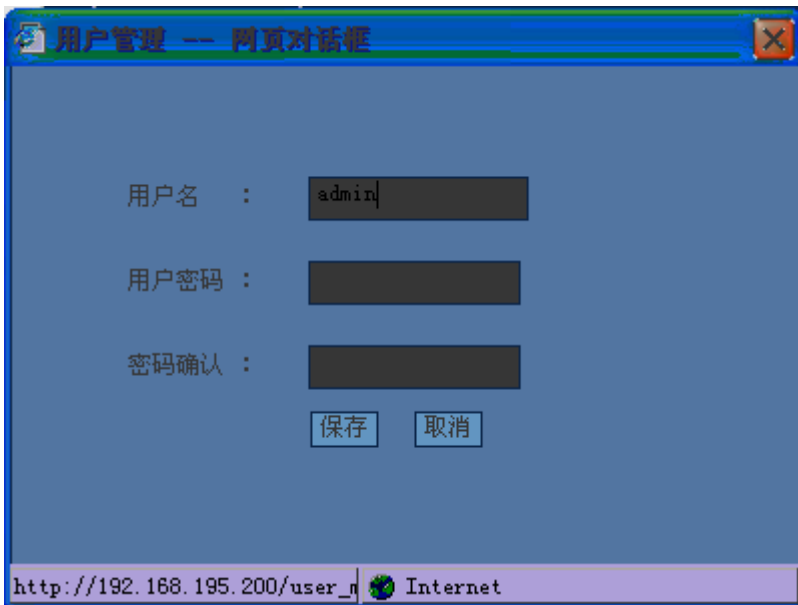 用户管理 -- 网页对话框
用户名 : admin
用户密码 :
密码确认 :
保存 取消
http://192.168.195.200/user_m Internet